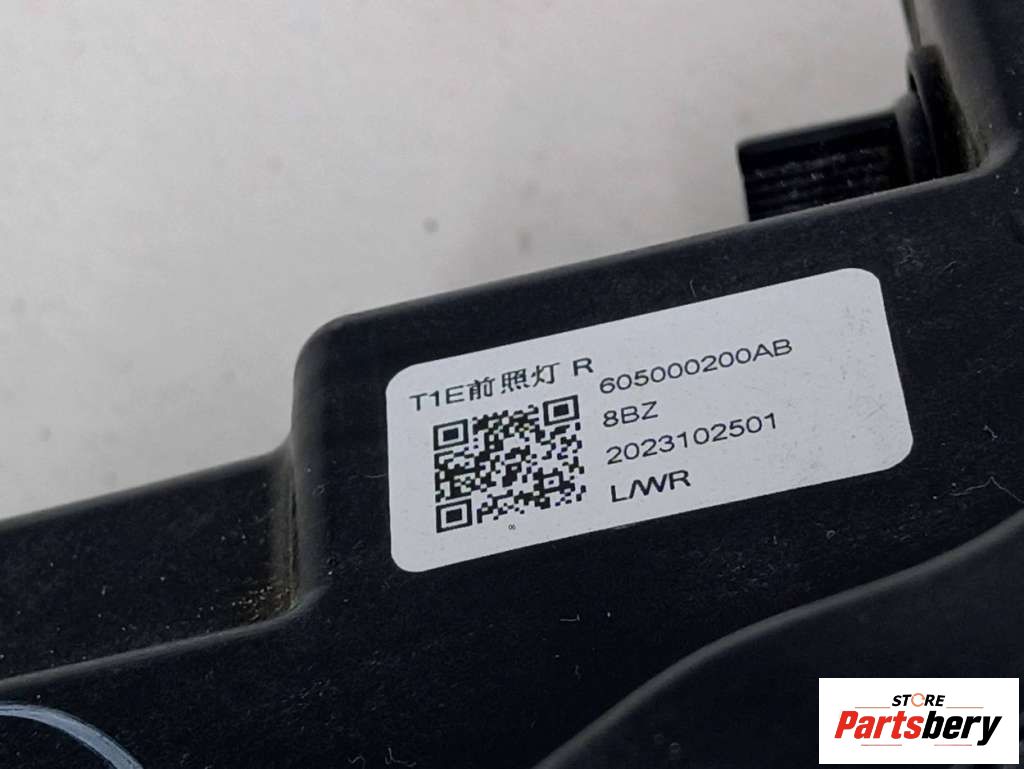 T1E前照灯 R
605000200AB
8BZ
2023102501
L/WR
STORE
Partsbery